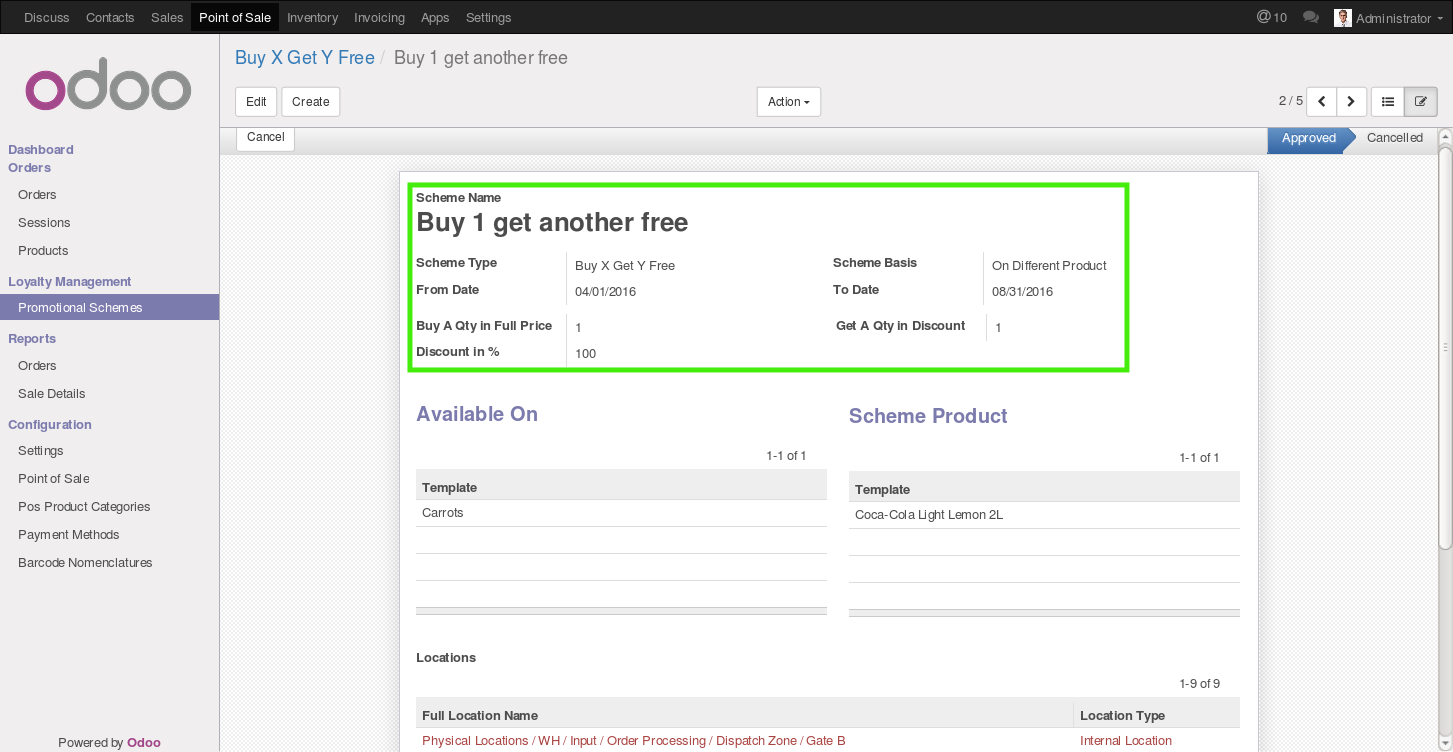 Discuss Contacts Sales Point of Sale Inventory Invoicing Apps Settings @10 Administrator
odoo
Buy X Get Y Free / Buy 1 get another free
Edit Create Action 2 / 5
Cancel Approved Cancelled
Dashboard
Orders
Orders
Sessions
Products
Loyalty Management
Promotional Schemes
Reports
Orders
Sale Details
Configuration
Settings
Point of Sale
Pos Product Categories
Payment Methods
Barcode Nomenclatures
Powered by Odoo
Scheme Name
Buy 1 get another free
Scheme Type Buy X Get Y Free Scheme Basis On Different Product
From Date 04/01/2016 To Date 08/31/2016
Buy A Qty in Full Price 1 Get A Qty in Discount 1
Discount in % 100
Available On Scheme Product
1-1 of 1 1-1 of 1
Template Template
Carrots Coca-Cola Light Lemon 2L
Locations
1-9 of 9
Full Location Name Location Type
Physical Locations / WH / Input / Order Processing / Dispatch Zone / Gate B Internal Location